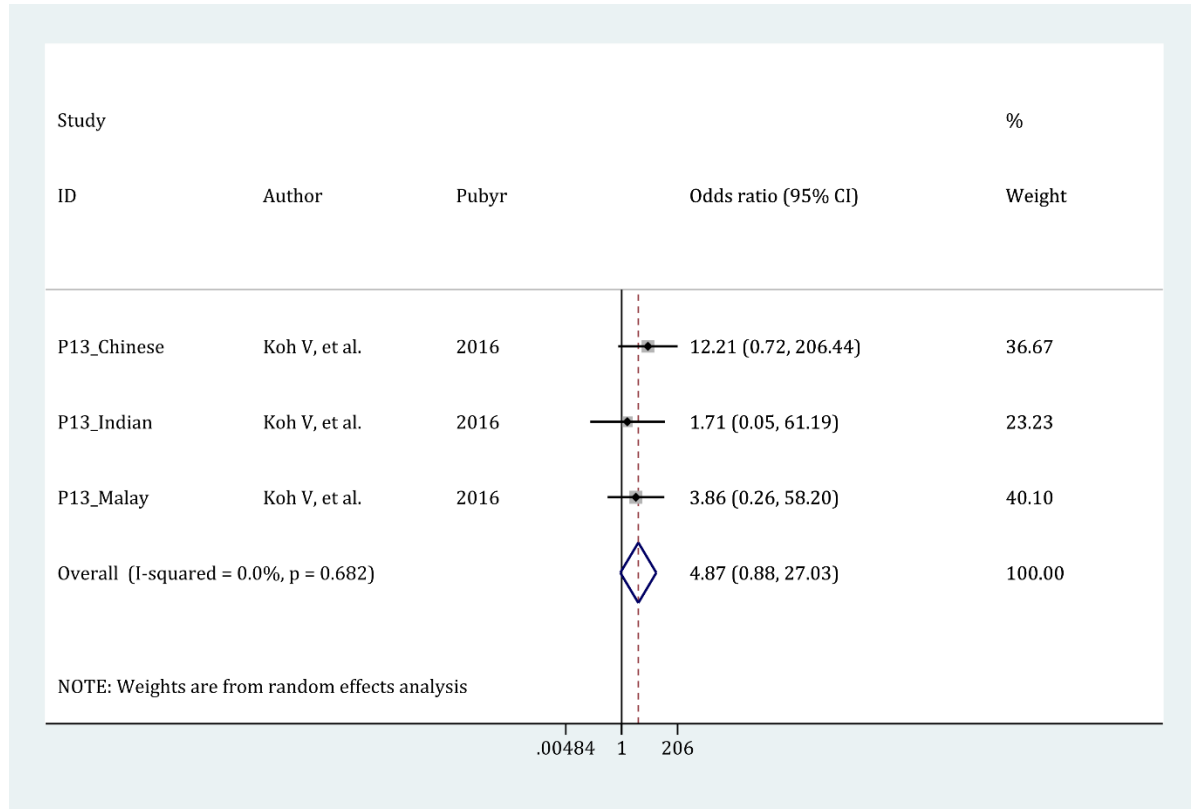 Study %
ID Author Pubyr Odds ratio (95% CI) Weight
P13_Chinese Koh V, et al. 2016 12.21 (0.72, 206.44) 36.67
P13_Indian Koh V, et al. 2016 1.71 (0.05, 61.19) 23.23
P13_Malay Koh V, et al. 2016 3.86 (0.26, 58.20) 40.10
Overall (I-squared = 0.0%, p = 0.682) 4.87 (0.88, 27.03) 100.00
NOTE: Weights are from random effects analysis
.00484 1 206